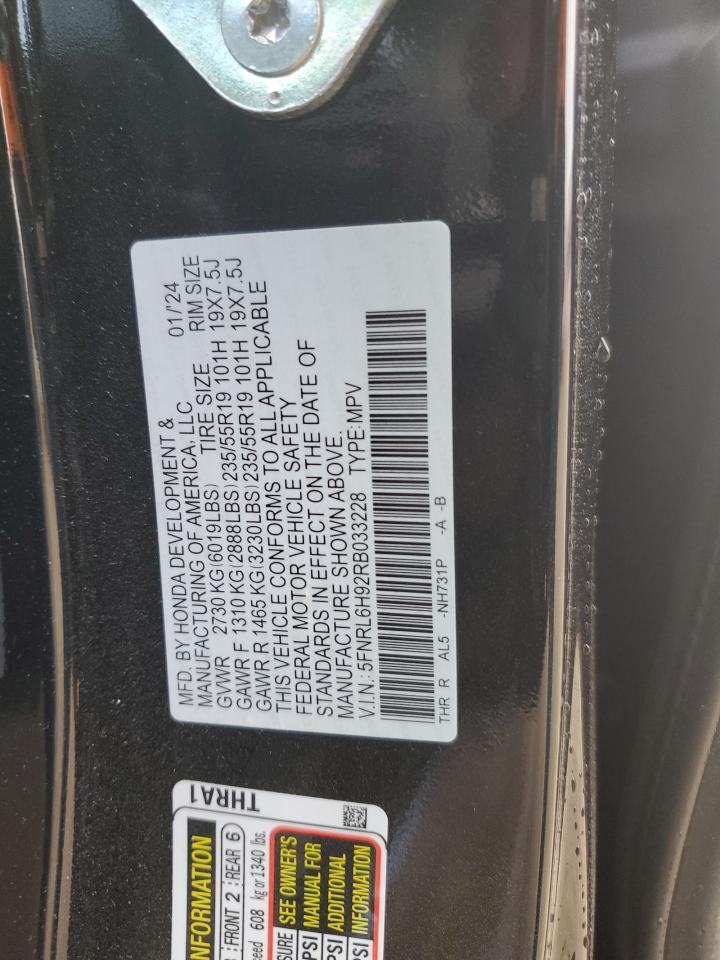 MFD. BY HONDA DEVELOPMENT &
MANUFACTURING OF AMERICA, LLC 01/'24
GVWR 2730 KG (6019LBS) TIRE SIZE RIM SIZE
GAWR F 1310 KG (2888LBS) 235/55R19 101H 19X7.5J
GAWR R 1465 KG (3230LBS) 235/55R19 101H 19X7.5J
THIS VEHICLE CONFORMS TO ALL APPLICABLE
FEDERAL MOTOR VEHICLE SAFETY
STANDARDS IN EFFECT ON THE DATE OF
MANUFACTURE SHOWN ABOVE.
V.I.N.: 5FNRL6H92RB033228 TYPE: MPV
THR R AL5 -NH731P -A -B
THRA1
FRONT 2 REAR 6
608 kg or 1340 lbs.
SEE OWNER'S
PSI MANUAL FOR
PSI ADDITIONAL
PSI INFORMATION